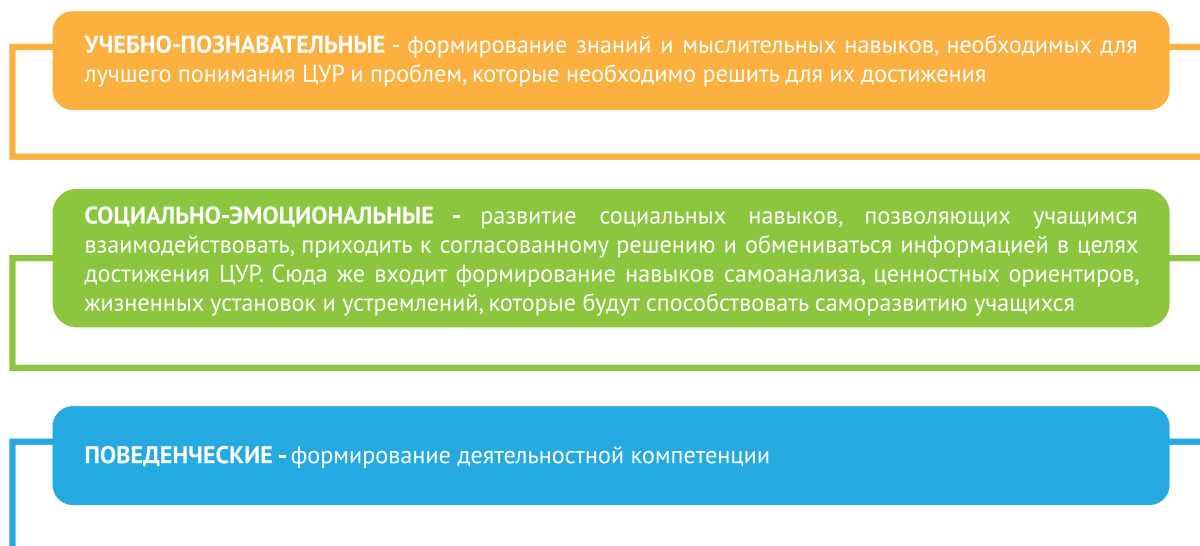 УЧЕБНО-ПОЗНАВАТЕЛЬНЫЕ - формирование знаний и мыслительных навыков, необходимых для
лучшего понимания ЦУР и проблем, которые необходимо решить для их достижения
СОЦИАЛЬНО-ЭМОЦИОНАЛЬНЫЕ - развитие социальных навыков, позволяющих учащимся
взаимодействовать, приходить к согласованному решению и обмениваться информацией в целях
достижения ЦУР. Сюда же входит формирование навыков самоанализа, ценностных ориентиров,
жизненных установок и устремлений, которые будут способствовать саморазвитию учащихся
ПОВЕДЕНЧЕСКИЕ - формирование деятельностной компетенции